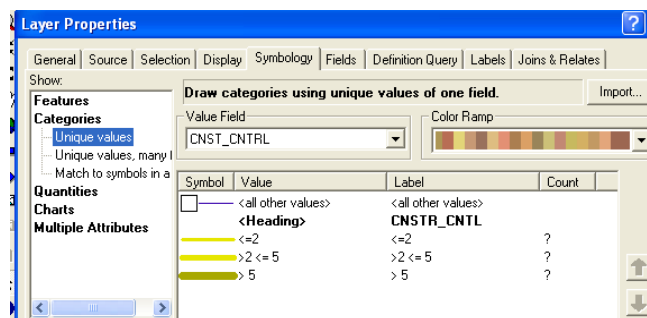 Layer Properties
?
General Source Selection Display Symbology Fields Definition Query Labels Joins & Relates
Show:
Features
Categories
Unique values
Unique values, many
Match to symbols in a
Quantities
Charts
Multiple Attributes
Draw categories using unique values of one field.
Import...
Value Field
CNST_CNTRL
Color Ramp
Symbol Value Label Count
<all other values> <all other values>
<Heading> CNSTR_CNTL
<=2 <=2 ?
>2 <= 5 >2 <= 5 ?
> 5 > 5 ?